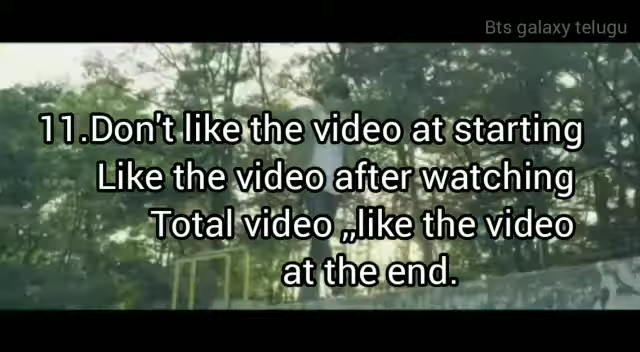 Bts galaxy telugu
11.Don't like the video at starting
Like the video after watching
Total video ,,like the video
at the end.